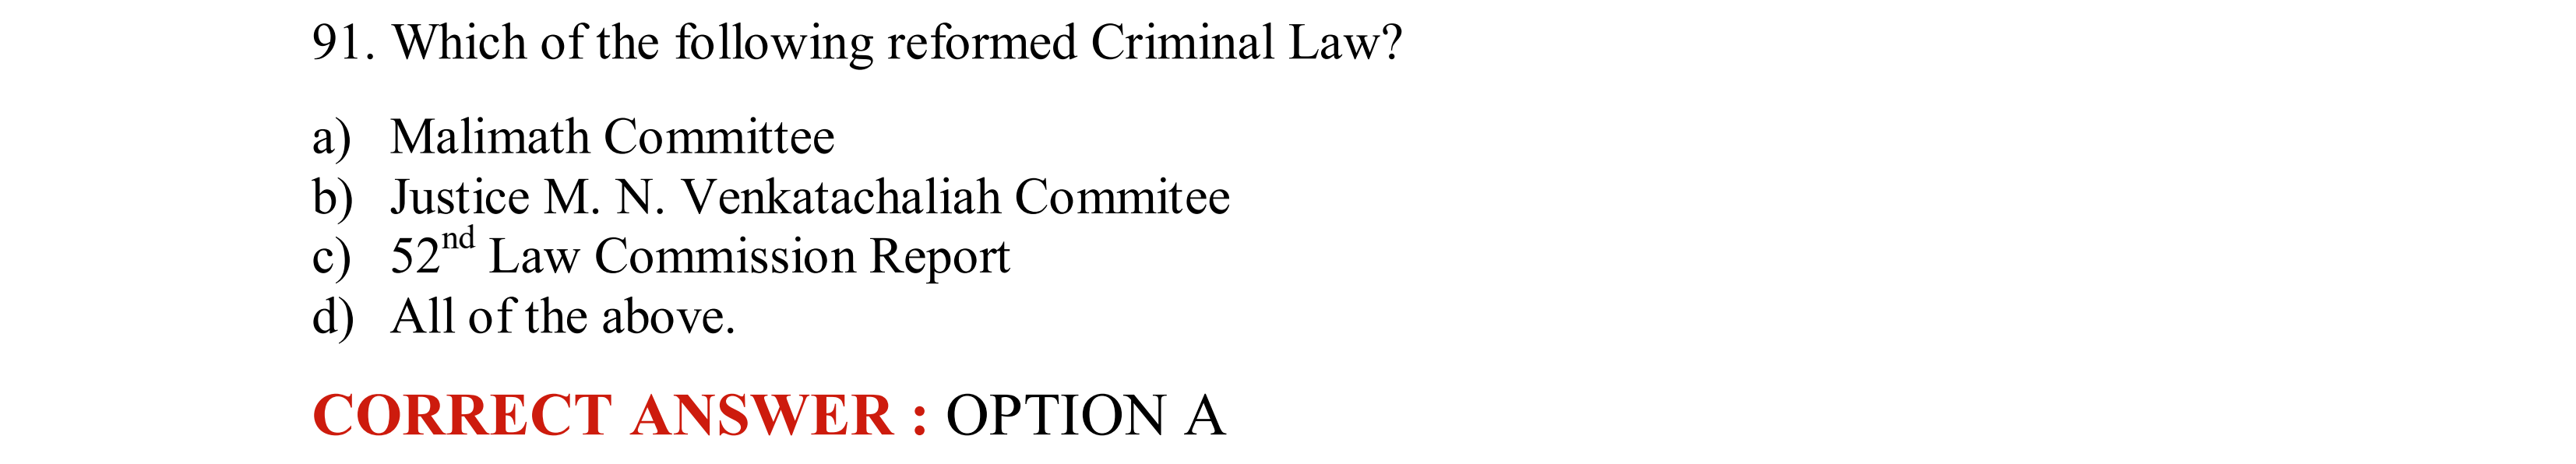 91. Which of the following reformed Criminal Law?
a) Malimath Committee
b) Justice M. N. Venkatachaliah Commitee
c) 52nd Law Commission Report
d) All of the above.
CORRECT ANSWER : OPTION A